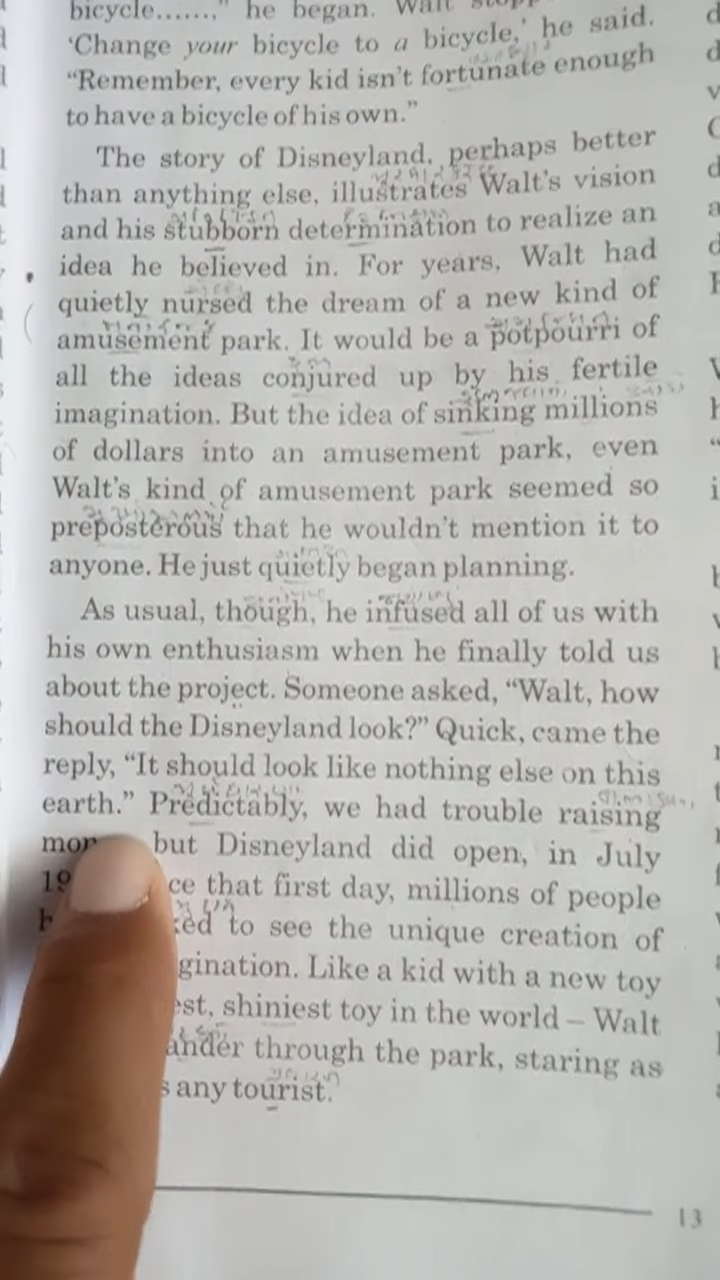 bicycle......," he began. Walt
'Change your bicycle to a bicycle,' he said.
"Remember, every kid isn't fortunate enough
to have a bicycle of his own."
The story of Disneyland, perhaps better
than anything else, illustrates Walt's vision
and his stubborn determination to realize an
idea he believed in. For years, Walt had
quietly nursed the dream of a new kind of
amusement park. It would be a potpourri of
all the ideas conjured up by his fertile
imagination. But the idea of sinking millions
of dollars into an amusement park, even
Walt's kind of amusement park seemed so
preposterous that he wouldn't mention it to
anyone. He just quietly began planning.
As usual, though, he infused all of us with
his own enthusiasm when he finally told us
about the project. Someone asked, "Walt, how
should the Disneyland look?" Quick, came the
reply, "It should look like nothing else on this
earth." Predictably, we had trouble raising
but Disneyland did open, in July
that first day, millions of people
to see the unique creation of
Like a kid with a new toy
shiniest toy in the world – Walt
through the park, staring as
any tourist.
13